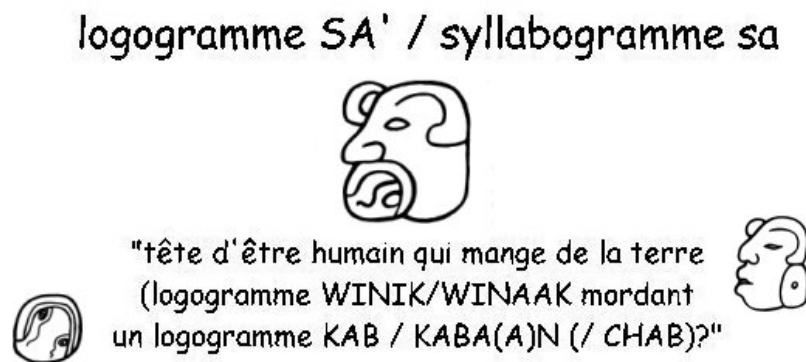 logogramme SA' / syllabogramme sa
"tête d'être humain qui mange de la terre
(logogramme WINIK/WINAAK mordant
un logogramme KAB / KABA(A)N (/ CHAB)?"